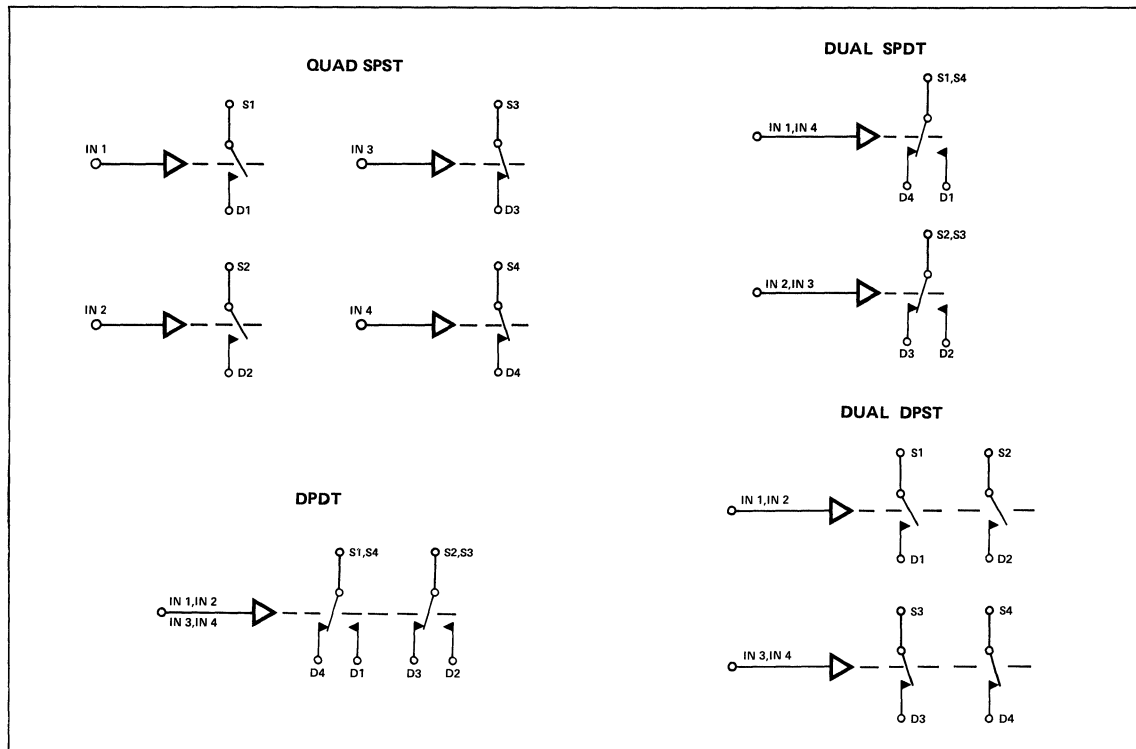 QUAD SPST
S1
IN 1
D1
S3
IN 3
D3
S2
IN 2
D2
S4
IN 4
D4
DPDT
S1,S4
S2,S3
IN 1,IN 2
IN 3,IN 4
D4
D1
D3
D2
DUAL SPDT
S1,S4
IN 1,IN 4
D4
D1
S2,S3
IN 2,IN 3
D3
D2
DUAL DPST
S1
S2
IN 1,IN 2
D1
D2
S3
S4
IN 3,IN 4
D3
D4